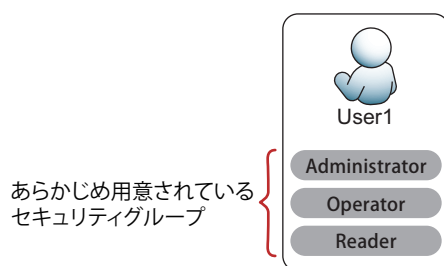 User1
Administrator
あらかじめ用意されている
セキュリティグループ
Operator
Reader